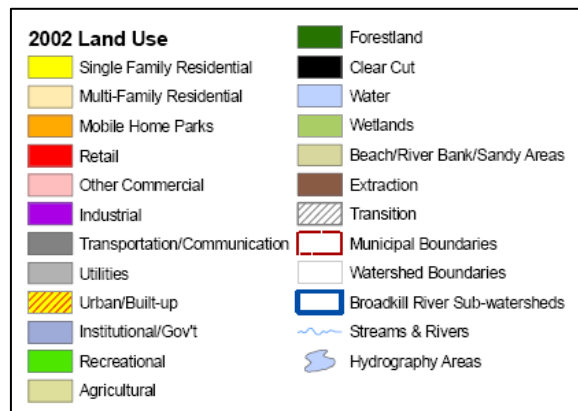 2002 Land Use
Single Family Residential
Multi-Family Residential
Mobile Home Parks
Retail
Other Commercial
Industrial
Transportation/Communication
Utilities
Urban/Built-up
Institutional/Gov't
Recreational
Agricultural
Forestland
Clear Cut
Water
Wetlands
Beach/River Bank/Sandy Areas
Extraction
Transition
Municipal Boundaries
Watershed Boundaries
Broadkill River Sub-watersheds
Streams & Rivers
Hydrography Areas